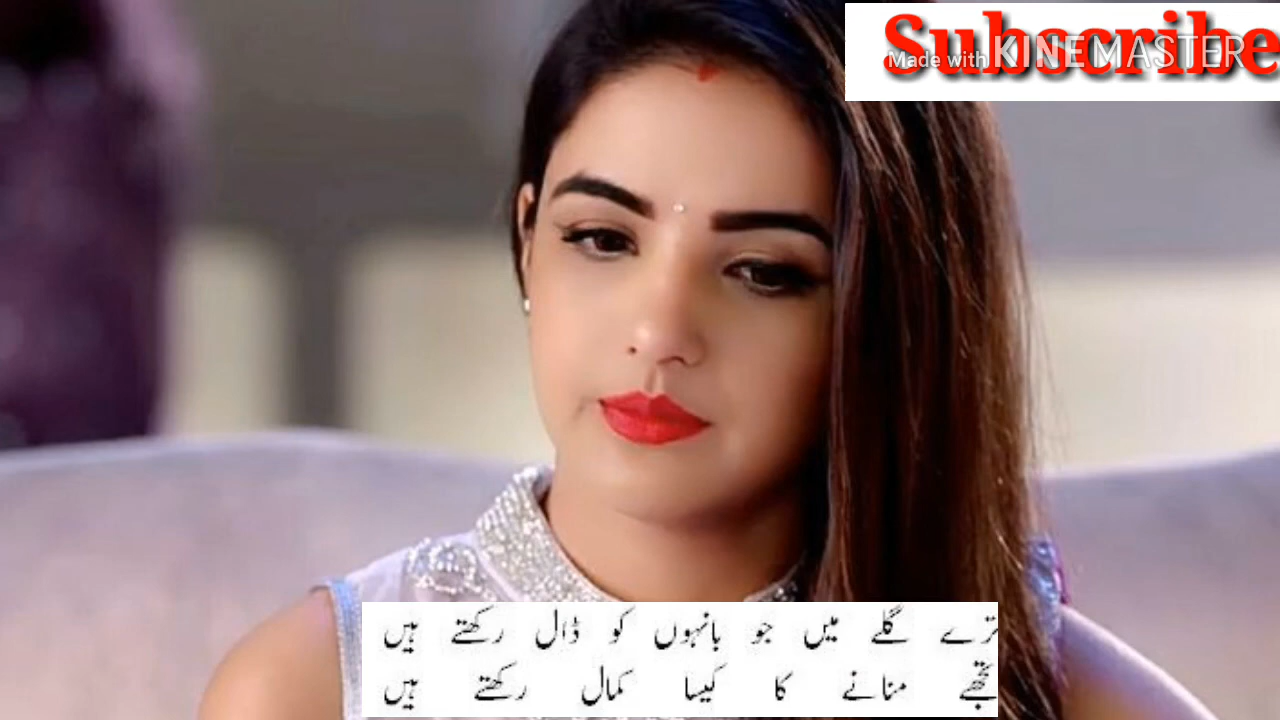 Subscribe
Made with KINEMASTER
ترے گلے میں جو بانہوں کو ڈال رکھتے ہیں
تجھے منانے کا کیسا کمال رکھتے ہیں